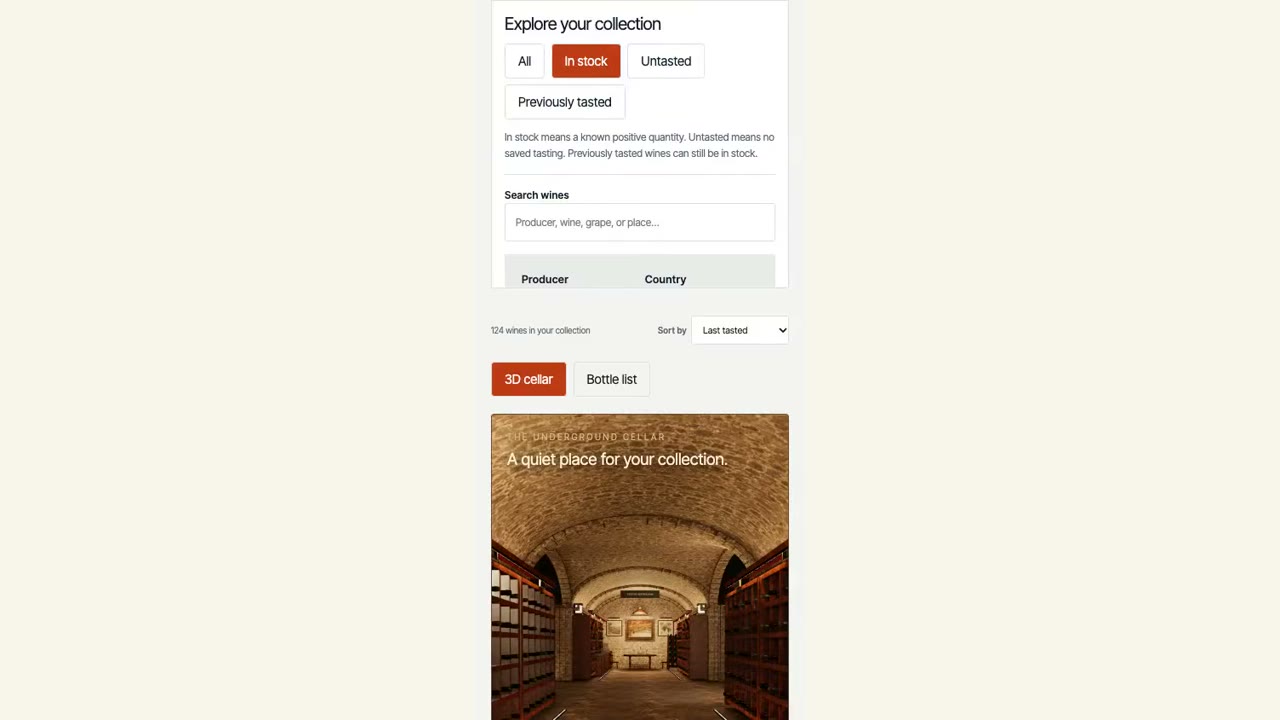 Explore your collection
All
In stock
Untasted
Previously tasted
In stock means a known positive quantity. Untasted means no
saved tasting. Previously tasted wines can still be in stock.
Search wines
Producer, wine, grape, or place...
Producer
Country
124 wines in your collection
Sort by
Last tasted
3D cellar
Bottle list
THE UNDERGROUND CELLAR
A quiet place for your collection.